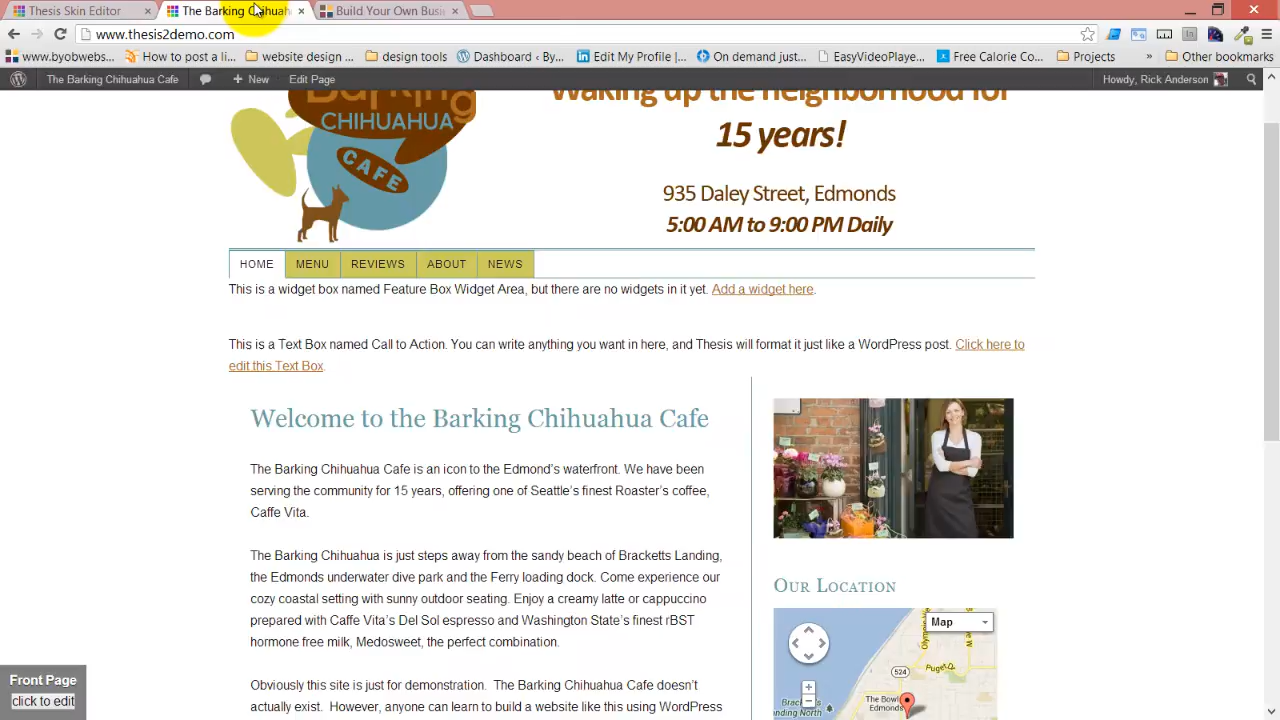 Thesis Skin Editor
The Barking Chihuah
Build Your Own Busi
www.thesis2demo.com
www.byobwebs...
How to post a li...
website design ...
design tools
Dashboard ‹ By...
Edit My Profile |...
On demand just...
EasyVideoPlaye...
Free Calorie Co...
Projects
»
Other bookmarks
The Barking Chihuahua Cafe
+ New
Edit Page
Howdy, Rick Anderson
Barking
CHIHUAHUA
CAFE
Waking up the neighborhood for
15 years!
935 Daley Street, Edmonds
5:00 AM to 9:00 PM Daily
HOME
MENU
REVIEWS
ABOUT
NEWS
This is a widget box named Feature Box Widget Area, but there are no widgets in it yet. Add a widget here.
This is a Text Box named Call to Action. You can write anything you want in here, and Thesis will format it just like a WordPress post. Click here to
edit this Text Box.
Welcome to the Barking Chihuahua Cafe
The Barking Chihuahua Cafe is an icon to the Edmond's waterfront. We have been
serving the community for 15 years, offering one of Seattle's finest Roaster's coffee,
Caffe Vita.
The Barking Chihuahua is just steps away from the sandy beach of Bracketts Landing,
the Edmonds underwater dive park and the Ferry loading dock. Come experience our
cozy coastal setting with sunny outdoor seating. Enjoy a creamy latte or cappuccino
prepared with Caffe Vita's Del Sol espresso and Washington State's finest rBST
hormone free milk, Medosweet, the perfect combination.
Obviously this site is just for demonstration. The Barking Chihuahua Cafe doesn't
actually exist. However, anyone can learn to build a website like this using WordPress
Our Location
Map
524
Puget Dr
The Bowl
Edmonds
anding North
Front Page
click to edit